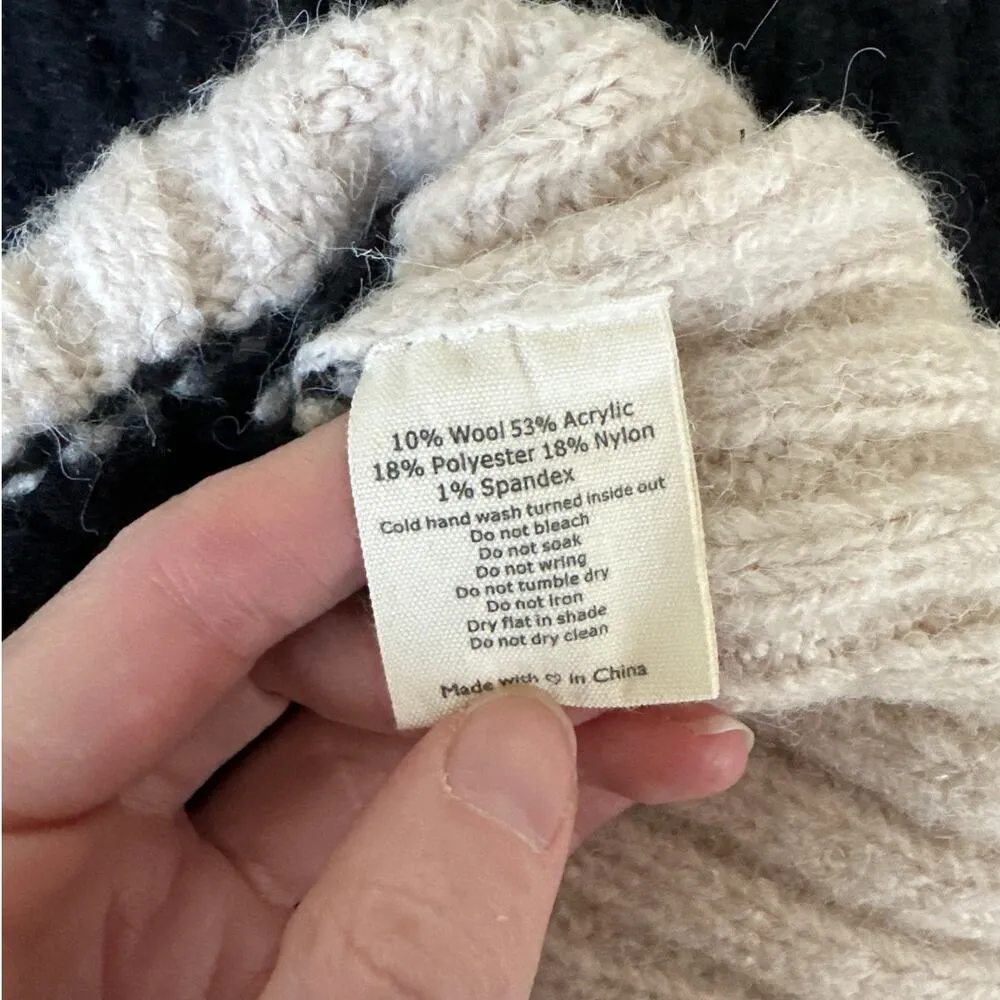 10% Wool 53% Acrylic
18% Polyester 18% Nylon
1% Spandex
Cold hand wash turned inside out
Do not bleach
Do not soak
Do not wring
Do not tumble dry
Do not Iron
Dry flat in shade
Do not dry clean
Made with ♡ in China